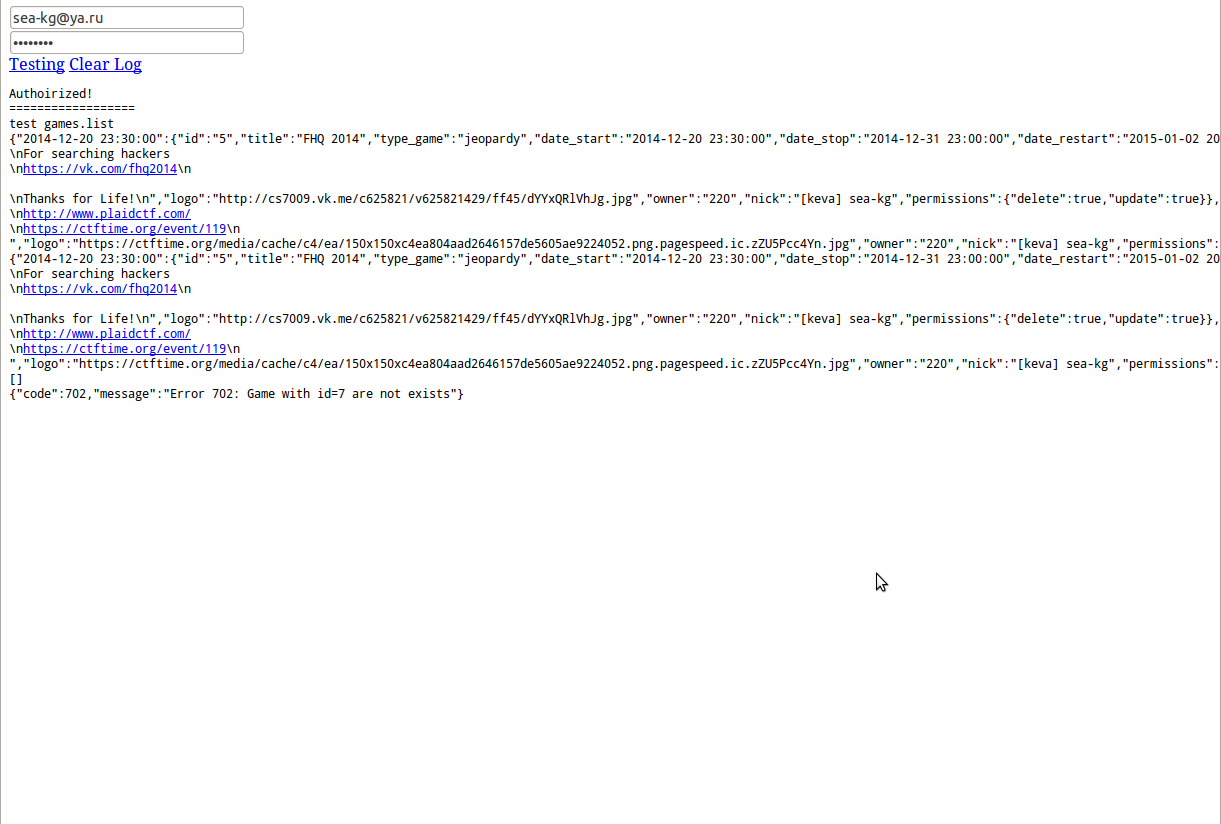 sea-kg@ya.ru
••••••••
Testing Clear Log
Authoirized!
==================
test games.list
{"2014-12-20 23:30:00":{"id":"5","title":"FHQ 2014","type_game":"jeopardy","date_start":"2014-12-20 23:30:00","date_stop":"2014-12-31 23:00:00","date_restart":"2015-01-02 20
\nFor searching hackers
\nhttps://vk.com/fhq2014\n
\nThanks for Life!\n","logo":"http://cs7009.vk.me/c625821/v625821429/ff45/dYYxQRlVhJg.jpg","owner":"220","nick":"[keva] sea-kg","permissions":{"delete":true,"update":true}},
\nhttp://www.plaidctf.com/
\nhttps://ctftime.org/event/119\n
","logo":"https://ctftime.org/media/cache/c4/ea/150x150xc4ea804aad2646157de5605ae9224052.png.pagespeed.ic.zZU5Pcc4Yn.jpg","owner":"220","nick":"[keva] sea-kg","permissions":
{"2014-12-20 23:30:00":{"id":"5","title":"FHQ 2014","type_game":"jeopardy","date_start":"2014-12-20 23:30:00","date_stop":"2014-12-31 23:00:00","date_restart":"2015-01-02 20
\nFor searching hackers
\nhttps://vk.com/fhq2014\n
\nThanks for Life!\n","logo":"http://cs7009.vk.me/c625821/v625821429/ff45/dYYxQRlVhJg.jpg","owner":"220","nick":"[keva] sea-kg","permissions":{"delete":true,"update":true}},
\nhttp://www.plaidctf.com/
\nhttps://ctftime.org/event/119\n
","logo":"https://ctftime.org/media/cache/c4/ea/150x150xc4ea804aad2646157de5605ae9224052.png.pagespeed.ic.zZU5Pcc4Yn.jpg","owner":"220","nick":"[keva] sea-kg","permissions":
[]
{"code":702,"message":"Error 702: Game with id=7 are not exists"}